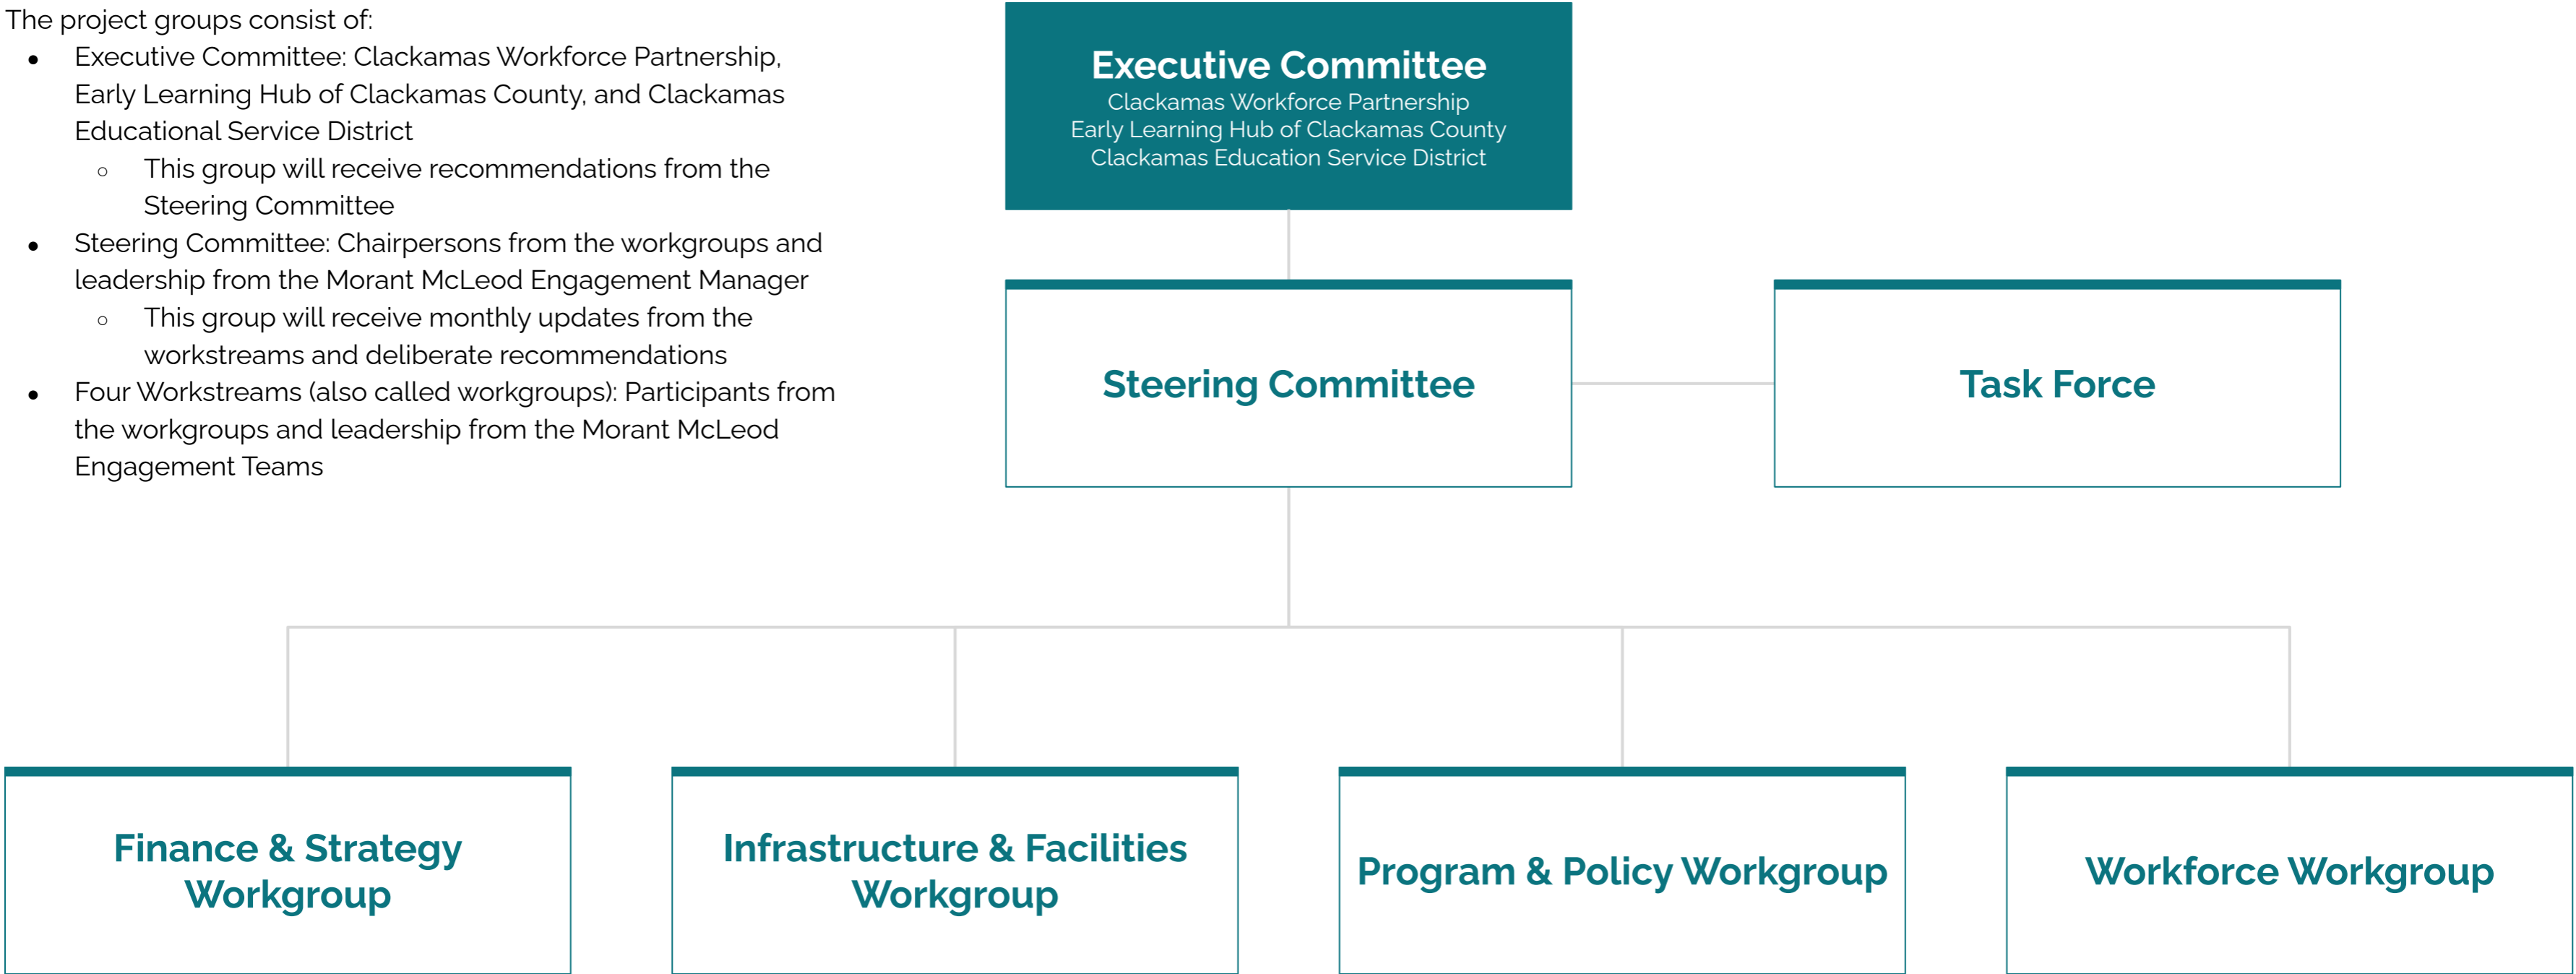 The project groups consist of:
● Executive Committee: Clackamas Workforce Partnership,
Early Learning Hub of Clackamas County, and Clackamas
Educational Service District
○ This group will receive recommendations from the
Steering Committee
● Steering Committee: Chairpersons from the workgroups and
leadership from the Morant McLeod Engagement Manager
○ This group will receive monthly updates from the
workstreams and deliberate recommendations
● Four Workstreams (also called workgroups): Participants from
the workgroups and leadership from the Morant McLeod
Engagement Teams
Executive Committee
Clackamas Workforce Partnership
Early Learning Hub of Clackamas County
Clackamas Education Service District
Steering Committee
Task Force
Finance & Strategy
Workgroup
Infrastructure & Facilities
Workgroup
Program & Policy Workgroup
Workforce Workgroup